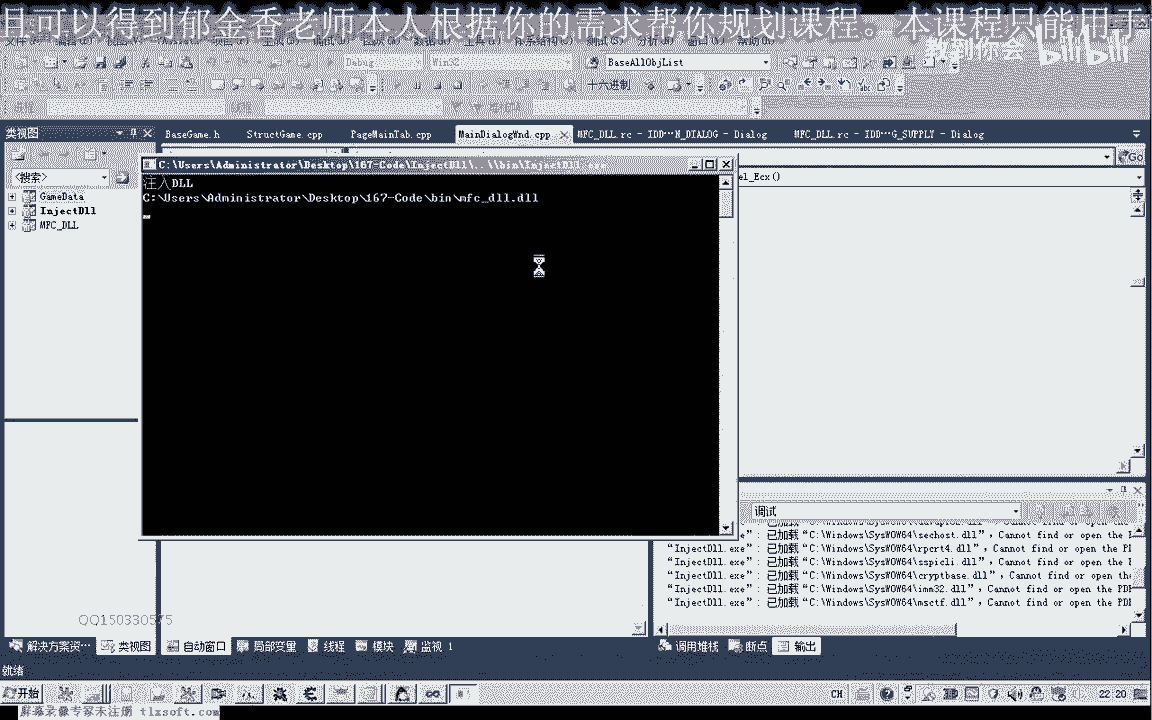 且可以得到郁金香老师本人根据你的需求帮你规划课程。 本课程只能用于
教到你会 bilibili
Debug Win32 BaseAllObjList
十六进制
类视图
BaseGame.h StructGame.cpp PageMainTab.cpp MainDialogWnd.cpp MFC_DLL.rc - IDD⋯N_DIALOG - Dialog MFC_DLL.rc - IDD⋯G_SUPPLY - Dialog
C:\Users\Administrator\Desktop\167-Code\InjectDll\..\\bin\InjectDll.exe
Go
<搜索>
el_Ecx()
注入DLL
C:\Users\Administrator\Desktop\167-Code\bin\mfc_dll.dll
GameData
InjectDll
MFC_DLL
调试
“InjectDll.exe”: 已加载“C:\Windows\SysWOW64\sechost.dll”，Cannot find or open the PD
“InjectDll.exe”: 已加载“C:\Windows\SysWOW64\rpcrt4.dll”，Cannot find or open the PI
“InjectDll.exe”: 已加载“C:\Windows\SysWOW64\sspicli.dll”，Cannot find or open the
“InjectDll.exe”: 已加载“C:\Windows\SysWOW64\cryptbase.dll”，Cannot find or open the
“InjectDll.exe”: 已加载“C:\Windows\SysWOW64\imm32.dll”，Cannot find or open the PDI
“InjectDll.exe”: 已加载“C:\Windows\SysWOW64\msctf.dll”，Cannot find or open the PDI
QQ150330575
解决方案资⋯ 类视图 自动窗口 局部变量 线程 模块 监视 1 调用堆栈 断点 输出
就绪
开始 CH 22:20
屏幕录像专家未注册 tlxsoft.com